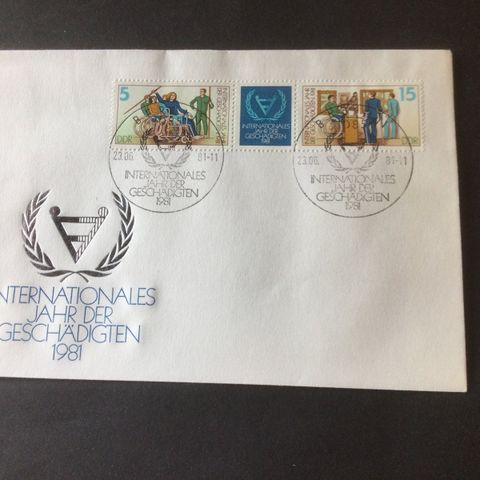 5
DDR
INTERNATIONALES
JAHR DER
GESCHÄDIGTEN
1981
15
DDR
23.06. 81-11
INTERNATIONALES
JAHR DER
GESCHÄDIGTEN
1981
23.06. 81-11
INTERNATIONALES
JAHR DER
GESCHÄDIGTEN
1981
INTERNATIONALES
JAHR DER
GESCHÄDIGTEN
1981